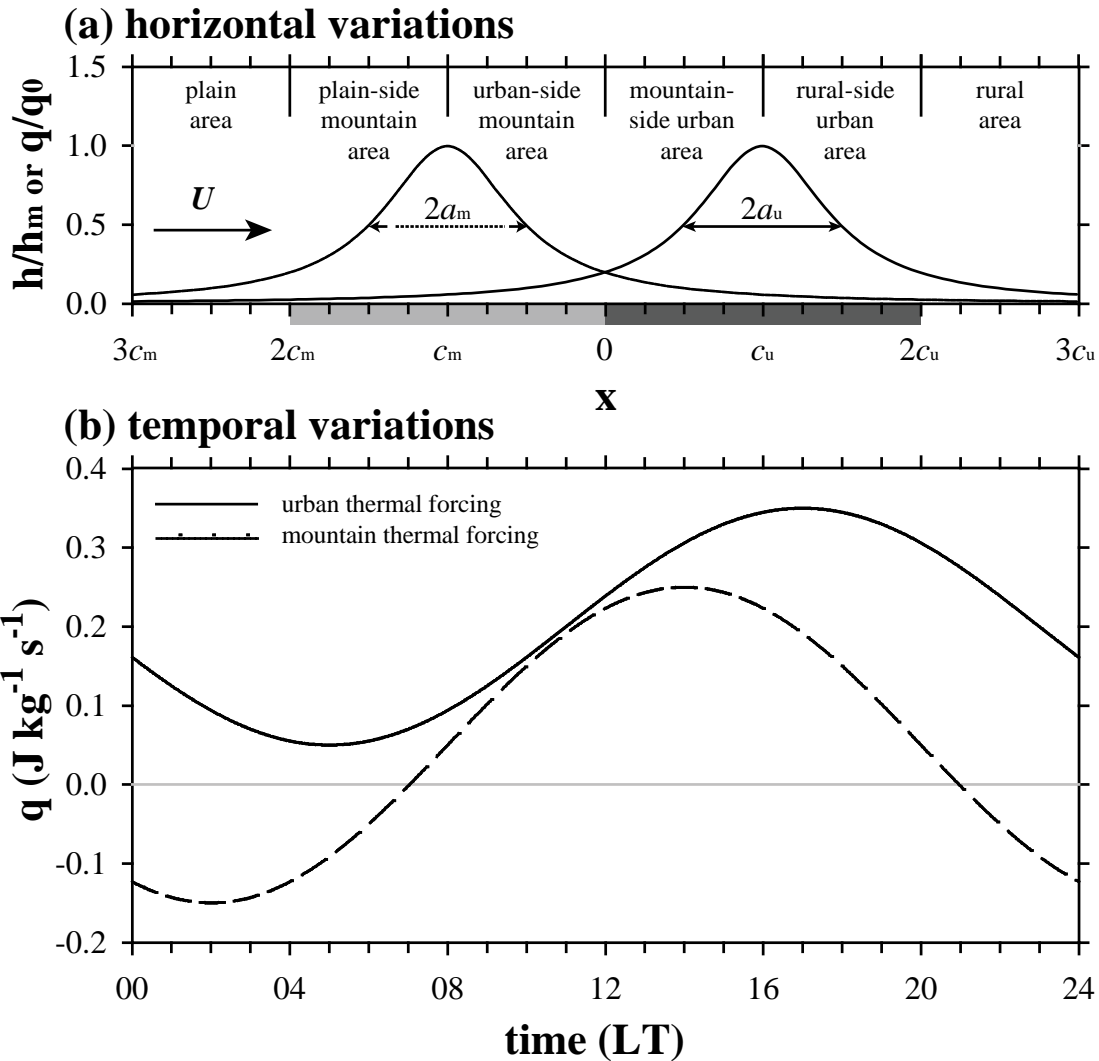 (a) horizontal variations
h/hm or q/q0
1.5
1.0
0.5
0.0
plain
area
plain-side
mountain
area
urban-side
mountain
area
mountain-
side urban
area
rural-side
urban
area
rural
area
U
2am
2au
3cm
2cm
cm
0
cu
2cu
3cu
x
(b) temporal variations
q (J kg-1 s-1)
0.4
0.3
0.2
0.1
0.0
-0.1
-0.2
urban thermal forcing
mountain thermal forcing
00
04
08
12
16
20
24
time (LT)